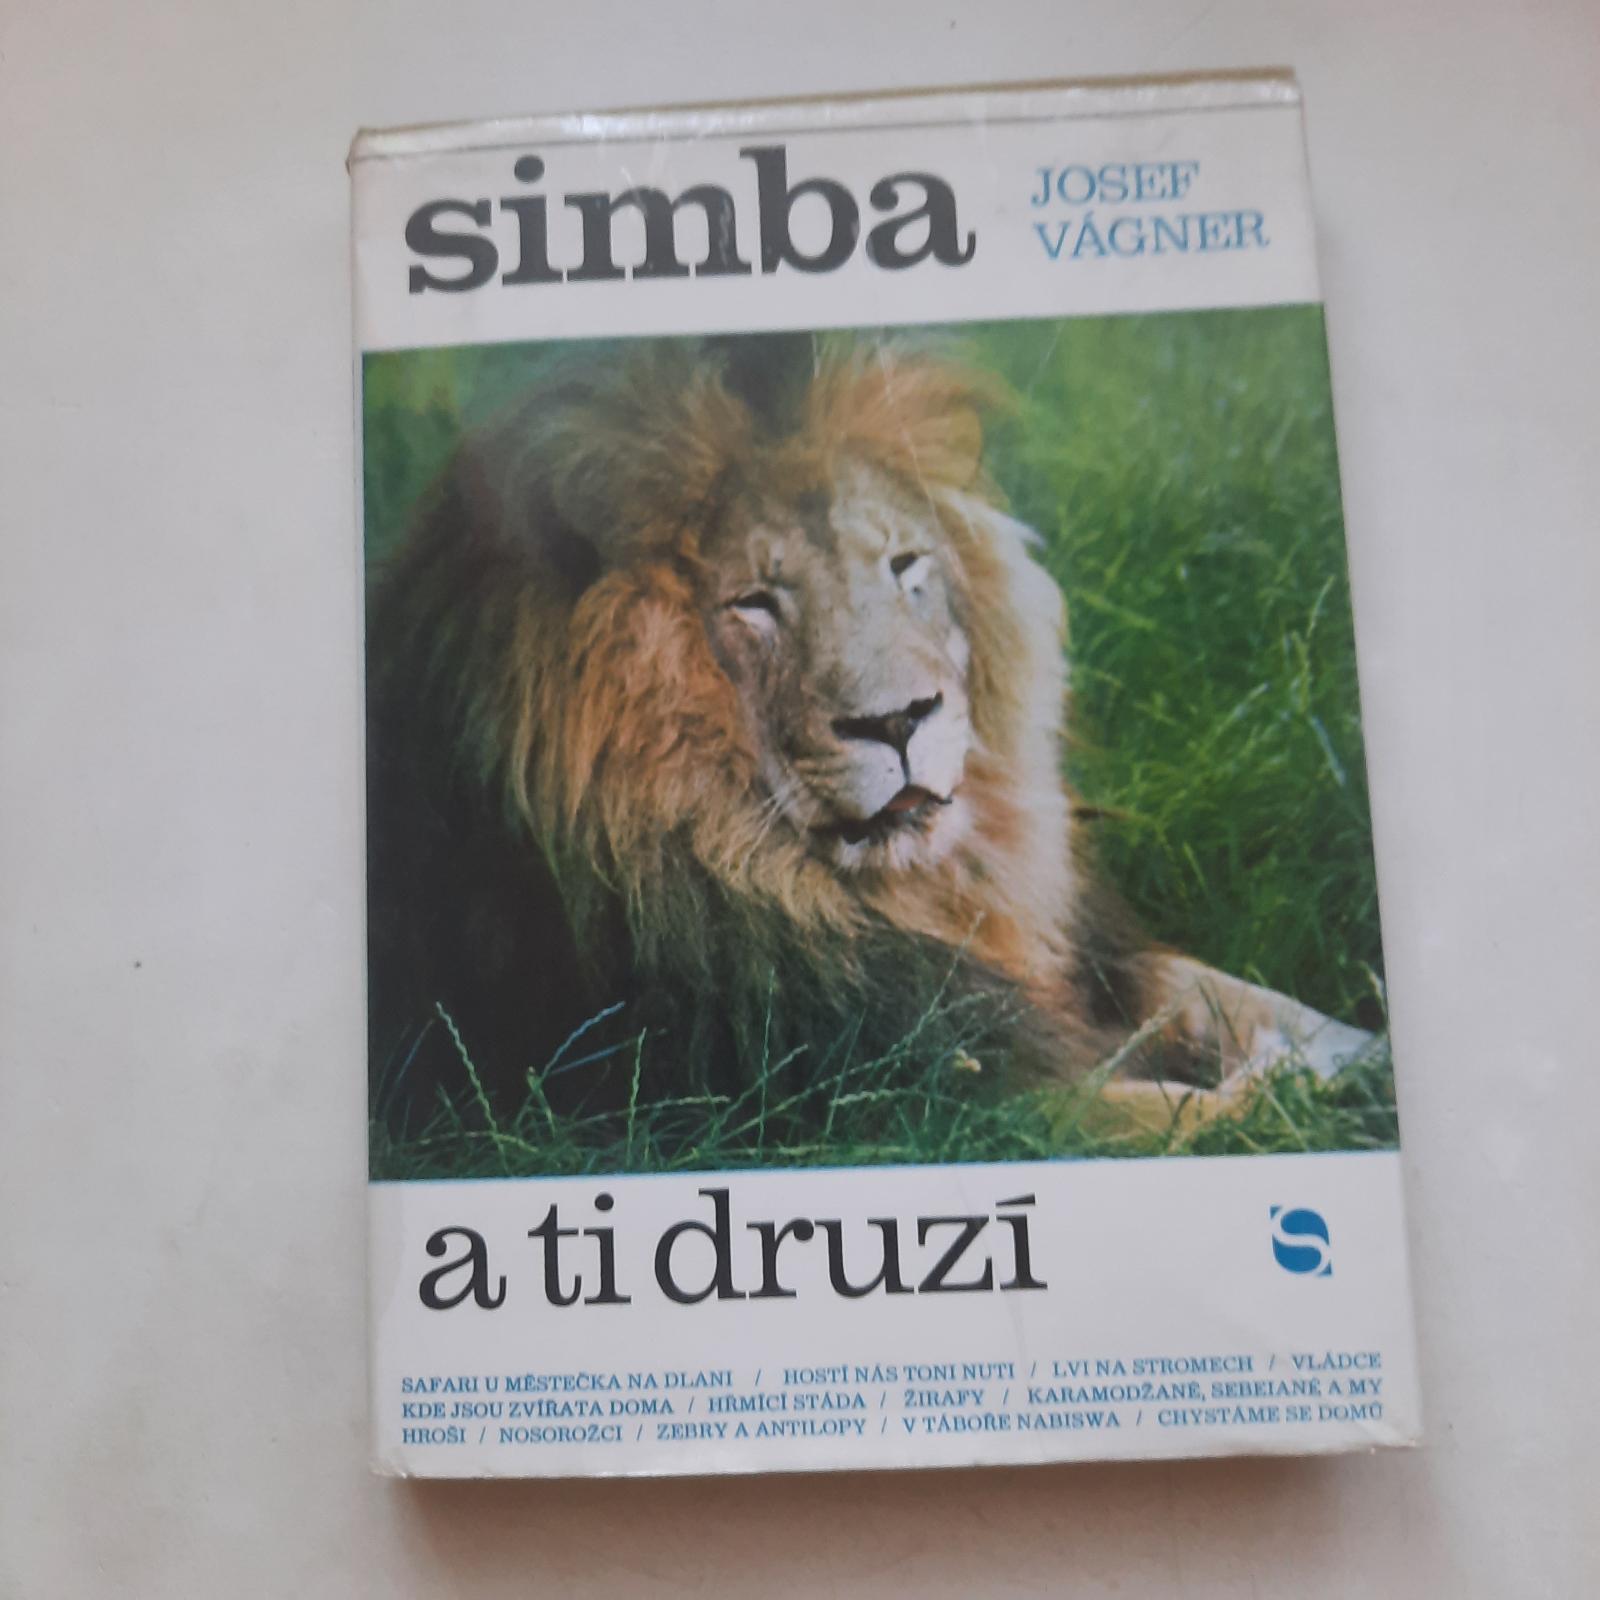 simba
JOSEF
VÁGNER
a ti druzí
S
SAFARI U MĚSTEČKA NA DLANI / HOSTÍ NÁS TONI NUTI / LVI NA STROMECH / VLÁDCE
KDE JSOU ZVÍŘATA DOMA / HŘMÍCÍ STÁDA / ŽIRAFY / KARAMODŽANÉ, SEBEIANÉ A MY
HROŠI / NOSOROŽCI / ZEBRY A ANTILOPY / V TÁBOŘE NABISWA / CHYSTÁME SE DOMŮ